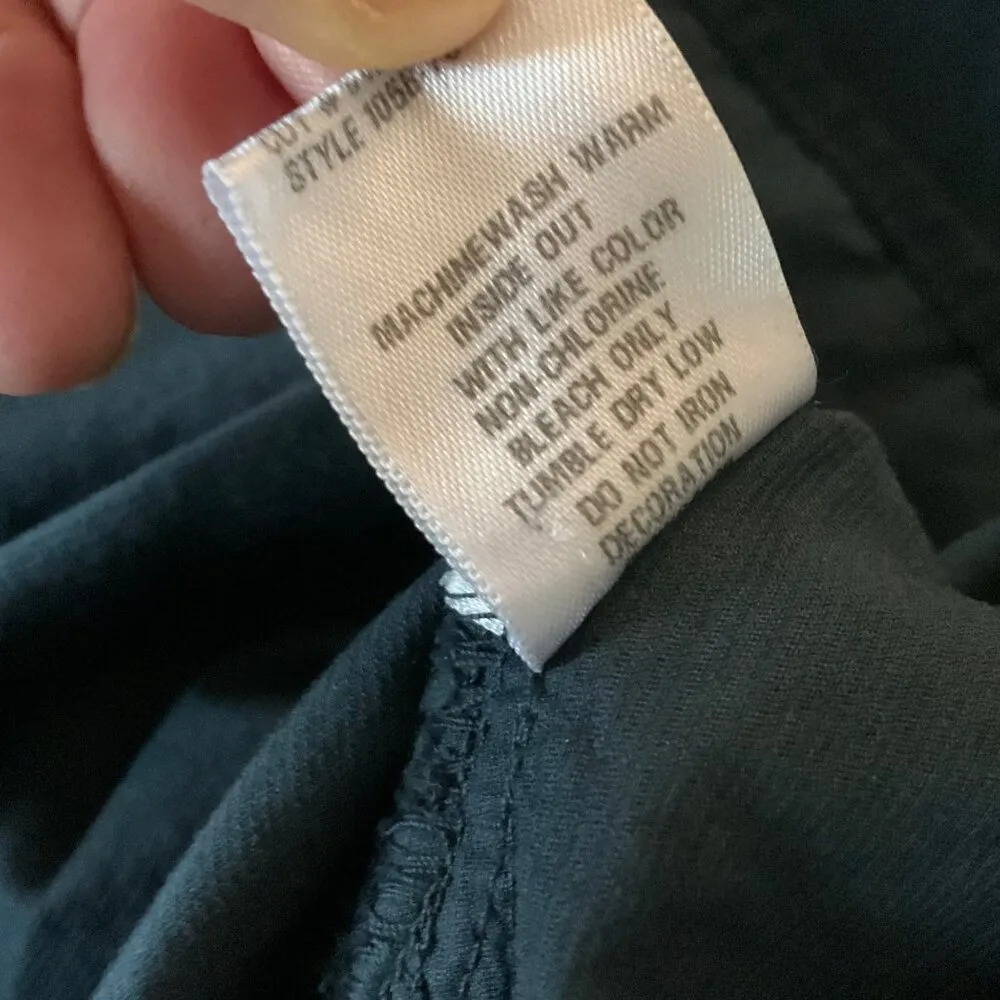 STYLE
MACHINEWASH WARM
INSIDE OUT
WITH LIKE COLOR
NON-CHLORINE
BLEACH ONLY
TUMBLE DRY LOW
DO NOT IRON
DECORATION